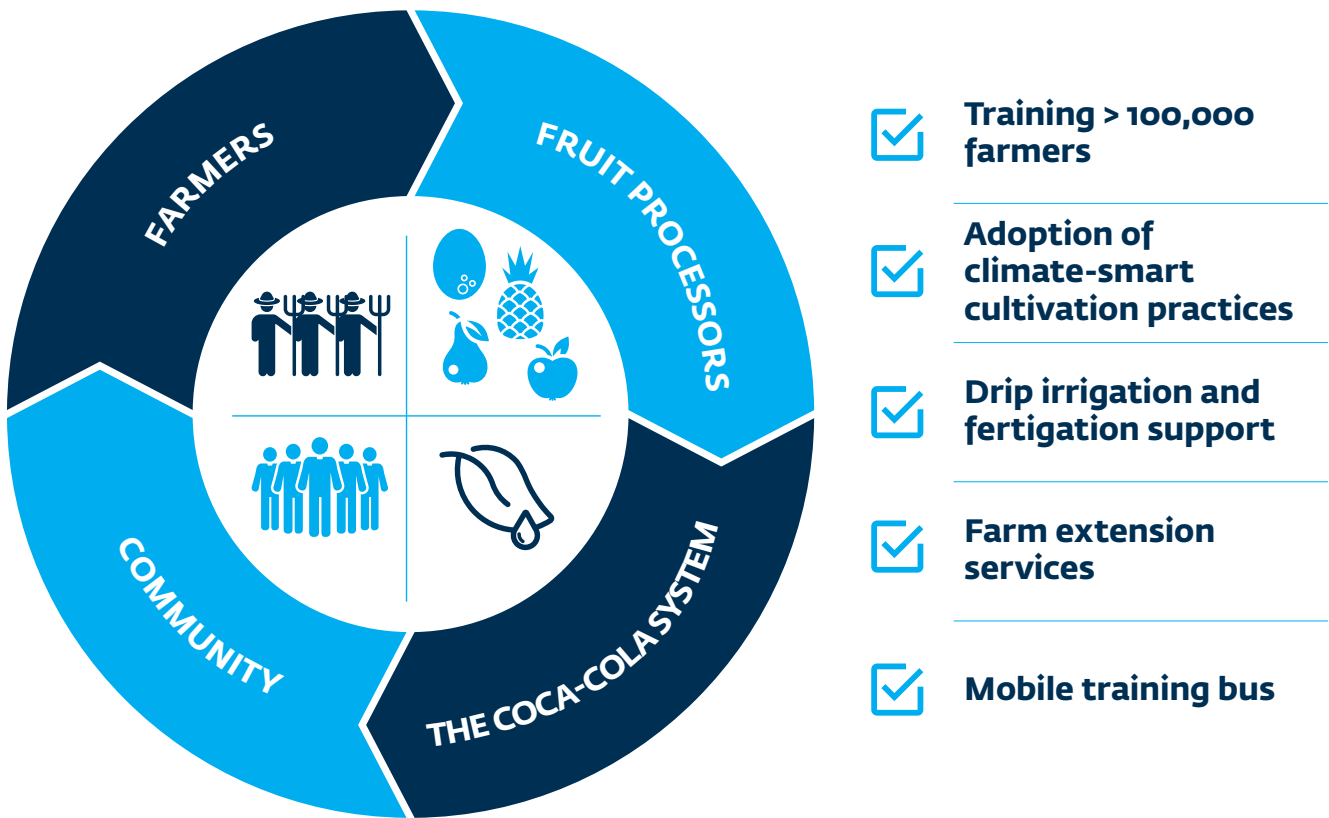 FARMERS
FRUIT PROCESSORS
THE COCA-COLA SYSTEM
COMMUNITY
Training > 100,000
farmers
Adoption of
climate-smart
cultivation practices
Drip irrigation and
fertigation support
Farm extension
services
Mobile training bus